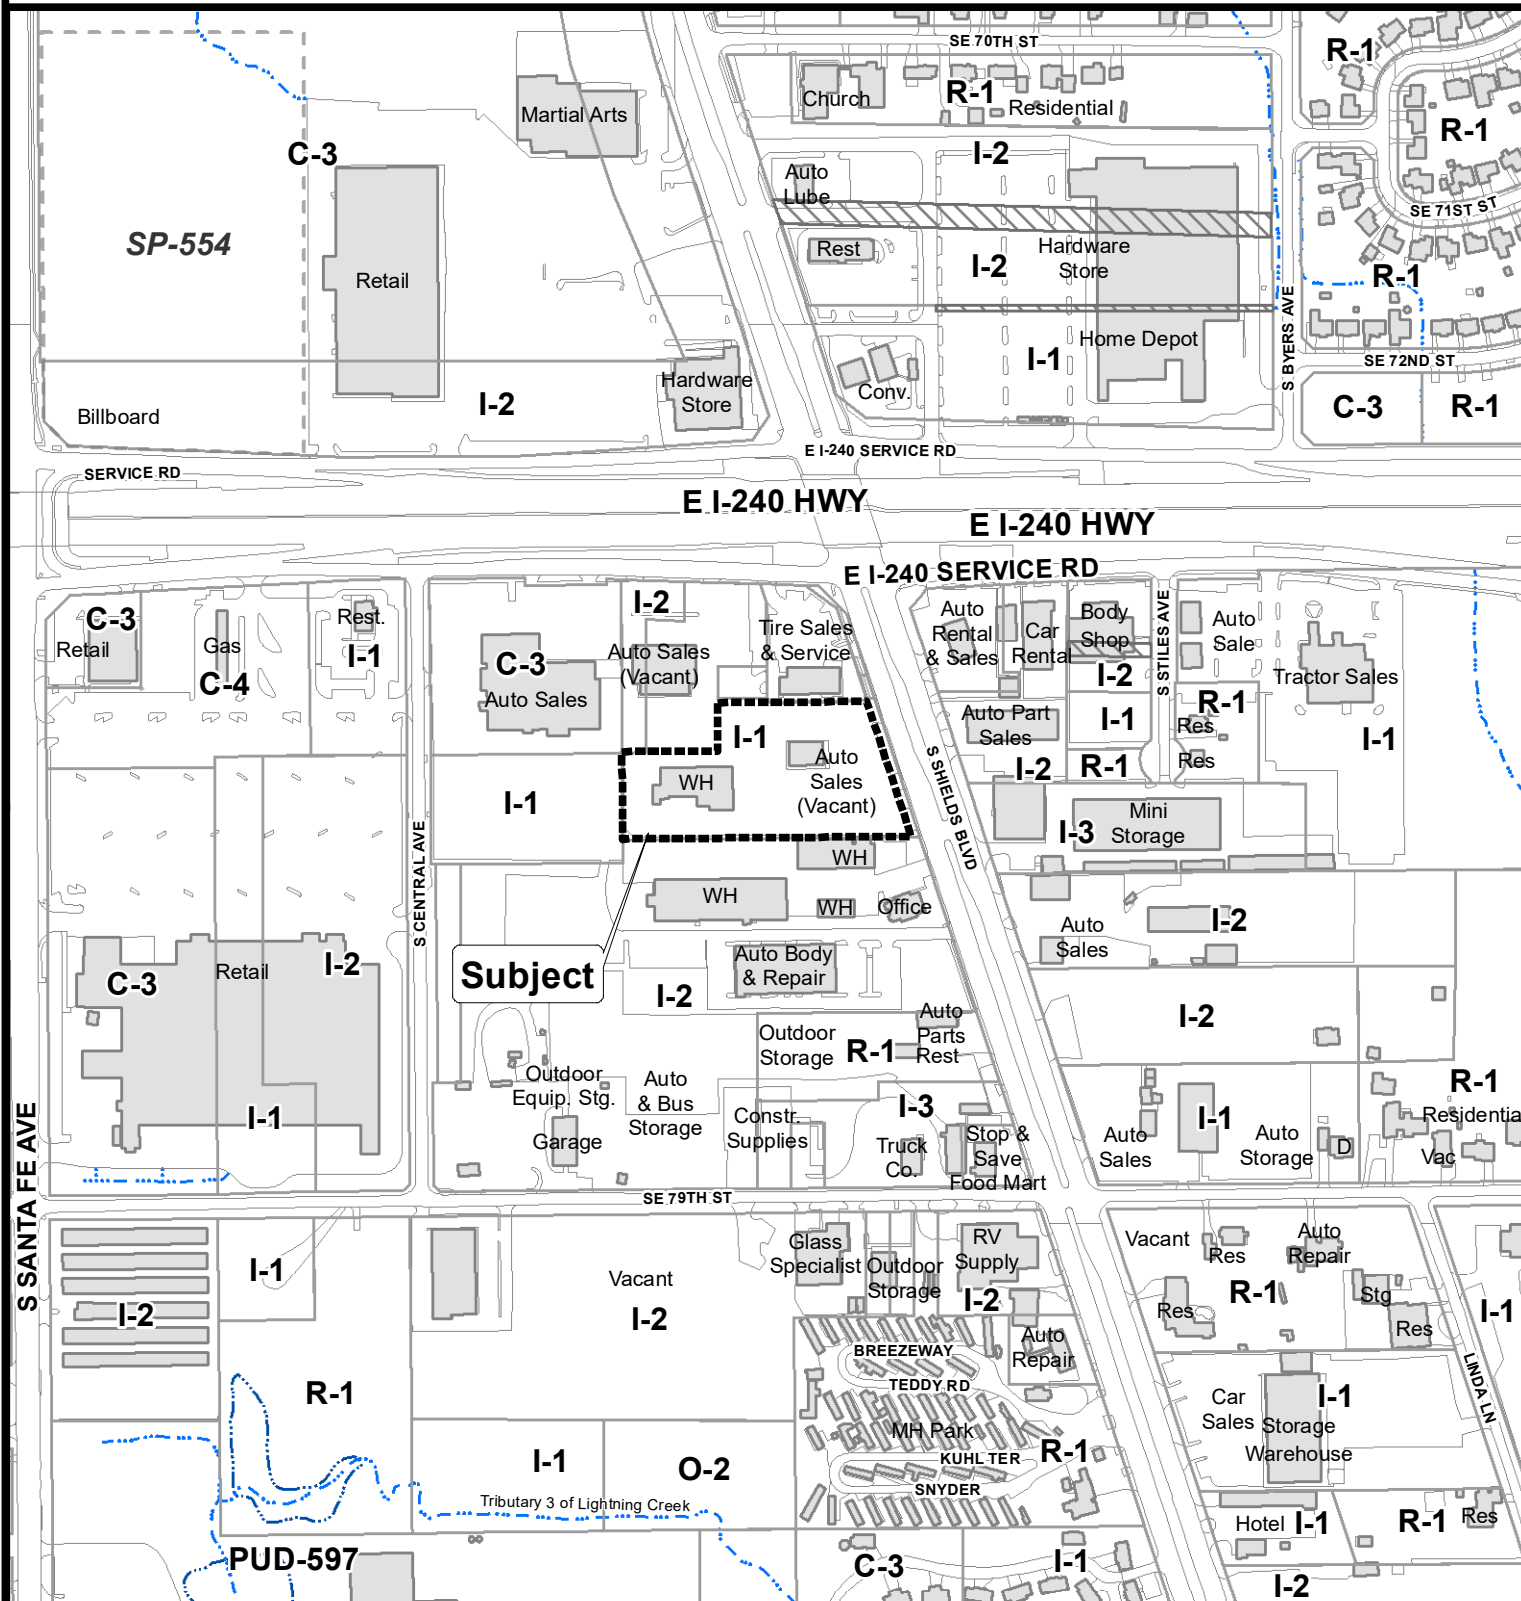 SE 70TH ST
R-1
Church
R-1
Residential
Martial Arts
R-1
C-3
I-2
Auto
Lube
SE 71ST ST
SP-554
Rest
I-2
Hardware
Store
R-1
Retail
S BYERS AVE
Home Depot
I-1
SE 72ND ST
Hardware
Store
Conv.
I-2
C-3
R-1
Billboard
E I-240 SERVICE RD
SERVICE RD
E I-240 HWY
E I-240 HWY
E I-240 SERVICE RD
C-3
Retail
Gas
C-4
Rest.
I-1
I-2
C-3
Auto Sales
Auto Sales
(Vacant)
Tire Sales
& Service
Auto
Rental
& Sales
Car
Rental
Body
Shop
I-2
S STILES AVE
Auto
Sale
Tractor Sales
R-1
Res
Res
I-1
I-1
Auto Part
Sales
I-1
I-2
R-1
WH
Auto
Sales
(Vacant)
I-1
S SHIELDS BLVD
I-3
Mini
Storage
S CENTRAL AVE
WH
WH
WH
Office
I-2
Auto
Sales
Subject
Auto Body
& Repair
Retail
I-2
C-3
I-2
I-2
Auto
Parts
Rest
Outdoor
Storage
R-1
Outdoor
Equip. Stg.
Auto
& Bus
Storage
I-3
Constr.
Supplies
Garage
Truck
Co.
Stop &
Save
Food Mart
I-1
R-1
Residentia
I-1
Auto
Sales
Auto
Storage
D
Vac
S SANTA FE AVE
SE 79TH ST
Glass
Specialist
Outdoor
Storage
RV
Supply
I-2
Vacant
Res
Auto
Repair
R-1
Stg
Res
Res
I-1
I-1
I-2
Vacant
I-2
Auto
Repair
BREEZEWAY
TEDDY RD
MH Park
KUHL TER
SNYDER
R-1
LINDA LN
Car
Sales
I-1
Storage
Warehouse
R-1
I-1
O-2
Tributary 3 of Lightning Creek
Hotel
I-1
R-1
Res
PUD-597
C-3
I-1
I-2